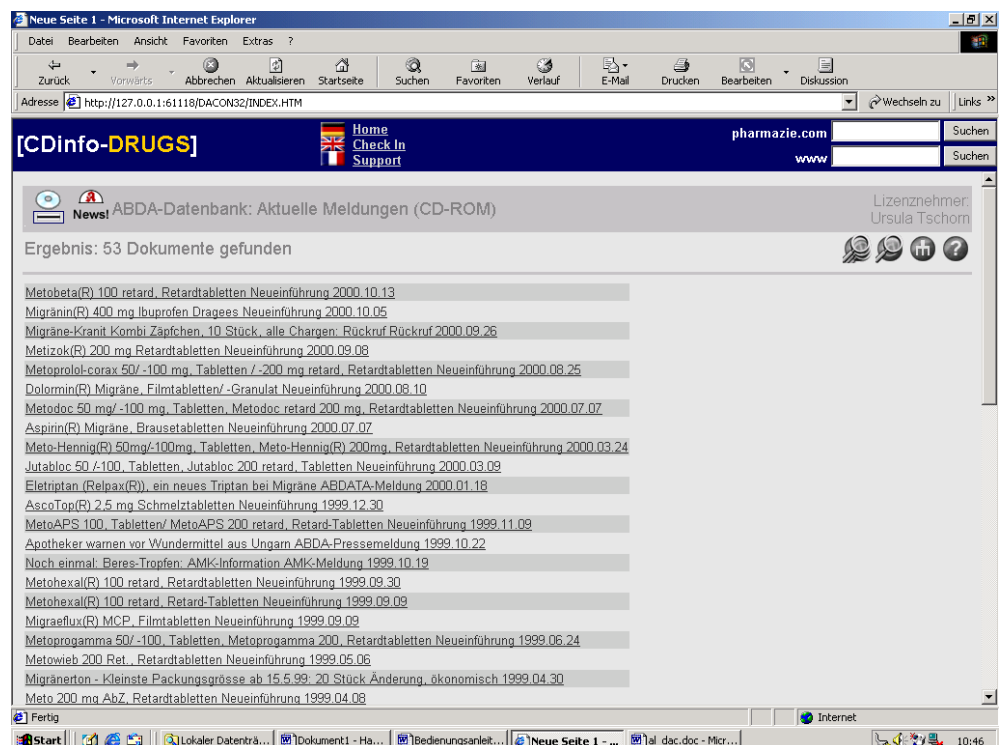 Neue Seite 1 - Microsoft Internet Explorer
Datei Bearbeiten Ansicht Favoriten Extras ?
Zurück Vorwärts Abbrechen Aktualisieren Startseite Suchen Favoriten Verlauf E-Mail Drucken Bearbeiten Diskussion
Adresse http://127.0.0.1:61118/DACON32/INDEX.HTM Wechseln zu Links »
[CDinfo-DRUGS]
Home
Check In
Support
pharmazie.com Suchen
www Suchen
News! ABDA-Datenbank: Aktuelle Meldungen (CD-ROM)
Lizenznehmer:
Ursula Tschorn
Ergebnis: 53 Dokumente gefunden
Metobeta(R) 100 retard, Retardtabletten Neueinführung 2000.10.13
Migränin(R) 400 mg Ibuprofen Dragees Neueinführung 2000.10.05
Migräne-Kranit Kombi Zäpfchen, 10 Stück, alle Chargen: Rückruf Rückruf 2000.09.26
Metizok(R) 200 mg Retardtabletten Neueinführung 2000.09.08
Metoprolol-corax 50/ -100 mg, Tabletten / -200 mg retard, Retardtabletten Neueinführung 2000.08.25
Dolormin(R) Migräne, Filmtabletten/ -Granulat Neueinführung 2000.08.10
Metodoc 50 mg/ -100 mg, Tabletten, Metodoc retard 200 mg, Retardtabletten Neueinführung 2000.07.07
Aspirin(R) Migräne, Brausetabletten Neueinführung 2000.07.07
Meto-Hennig(R) 50mg/-100mg, Tabletten, Meto-Hennig(R) 200mg, Retardtabletten Neueinführung 2000.03.24
Jutabloc 50 /-100, Tabletten, Jutabloc 200 retard, Tabletten Neueinführung 2000.03.09
Eletriptan (Relpax(R)), ein neues Triptan bei Migräne ABDATA-Meldung 2000.01.18
AscoTop(R) 2,5 mg Schmelztabletten Neueinführung 1999.12.30
MetoAPS 100, Tabletten/ MetoAPS 200 retard, Retard-Tabletten Neueinführung 1999.11.09
Apotheker warnen vor Wundermittel aus Ungarn ABDA-Pressemeldung 1999.10.22
Noch einmal: Beres-Tropfen: AMK-Information AMK-Meldung 1999.10.19
Metohexal(R) 100 retard, Retardtabletten Neueinführung 1999.09.30
Metohexal(R) 100 retard, Retard-Tabletten Neueinführung 1999.09.09
Migraeflux(R) MCP, Filmtabletten Neueinführung 1999.09.09
Metoprogamma 50/ -100, Tabletten, Metoprogamma 200, Retardtabletten Neueinführung 1999.06.24
Metowieb 200 Ret., Retardtabletten Neueinführung 1999.05.06
Migränerton - Kleinste Packungsgrösse ab 15.5.99: 20 Stück Änderung, ökonomisch 1999.04.30
Meto 200 mg AbZ, Retardtabletten Neueinführung 1999.04.08
Fertig Internet
Start Lokaler Datenträ... Dokument1 - Ha... Bedienungsanleit... Neue Seite 1 - ... al dac.doc - Micr... 10:46